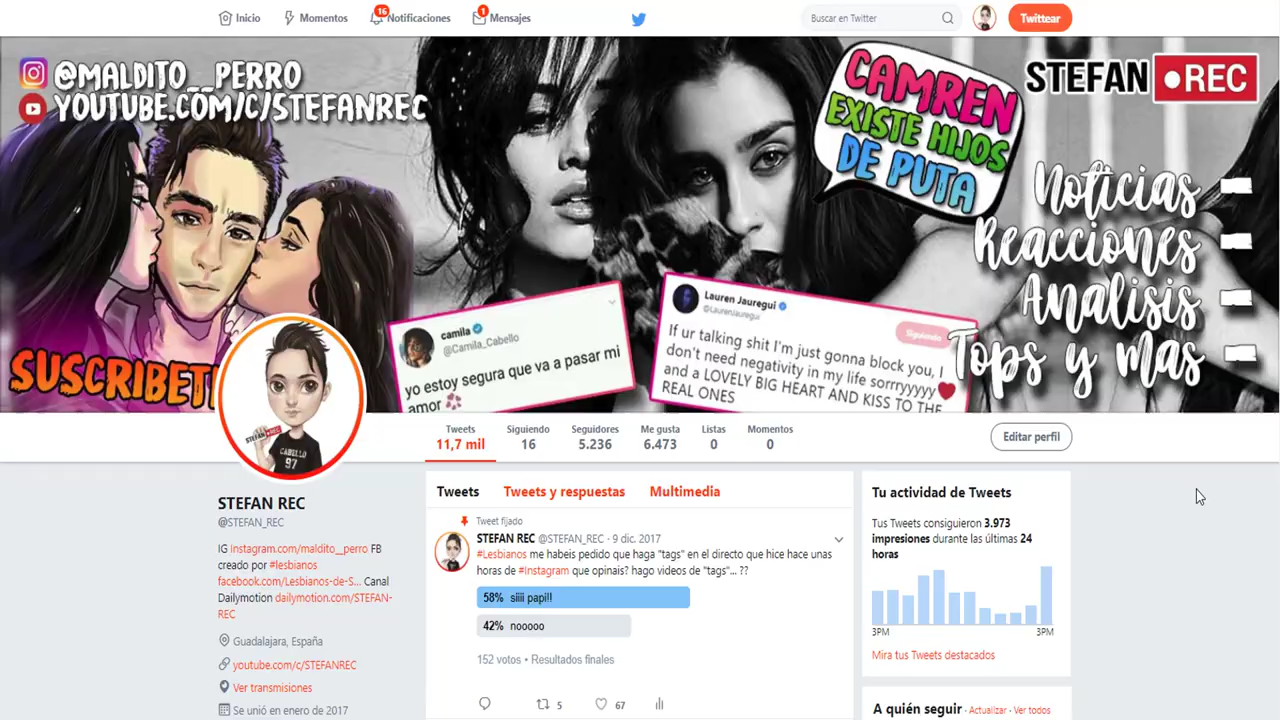 Inicio
Momentos
16
Notificaciones
1
Mensajes
Buscar en Twitter
Twittear
@MALDITO__PERRO
YOUTUBE.COM/C/STEFANREC
CAMREN
EXISTE HIJOS
DE PUTA
STEFAN REC
Noticias
Reacciones
Analisis
Tops y mas
SUSCRIBETE
camila
@Camila_Cabello
yo estoy segura que va a pasar mi
amor
Lauren Jauregui
@LaurenJauregui
Siguiendo
If ur talking shit I'm just gonna block you, I
don't need negativity in my life sorrryyyyy
and a LOVELY BIG HEART AND KISS TO THE
REAL ONES
STEFAN REC
CABELLO
97
Tweets
11,7 mil
Siguiendo
16
Seguidores
5.236
Me gusta
6.473
Listas
0
Momentos
0
Editar perfil
STEFAN REC
@STEFAN_REC
IG Instagram.com/maldito__perro FB
creado por #lesbianos
facebook.com/Lesbianos-de-S... Canal
Dailymotion dailymotion.com/STEFAN-
REC
Guadalajara, España
youtube.com/c/STEFANREC
Ver transmisiones
Se unió en enero de 2017
Tweets
Tweets y respuestas
Multimedia
Tweet fijado
STEFAN REC @STEFAN_REC · 9 dic. 2017
#Lesbianos me habeis pedido que haga "tags" en el directo que hice hace unas
horas de #Instagram que opinais? hago videos de "tags"... ??
58% siiii papi!!
42% nooooo
152 votos • Resultados finales
5
67
Tu actividad de Tweets
Tus Tweets consiguieron 3.973
impresiones durante las últimas 24
horas
3PM
3PM
Mira tus Tweets destacados
A quién seguir · Actualizar · Ver todos